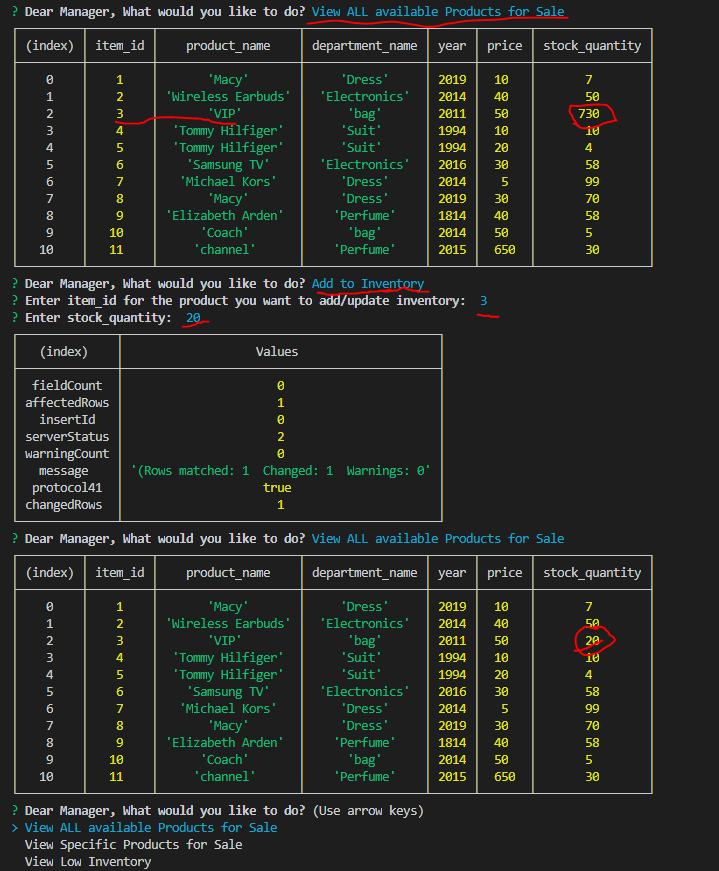 ? Dear Manager, What would you like to do? View ALL available Products for Sale
(index) item_id product_name department_name year price stock_quantity
0 1 'Macy' 'Dress' 2019 10 7
1 2 'Wireless Earbuds' 'Electronics' 2014 40 50
2 3 'VIP' 'bag' 2011 50 730
3 4 'Tommy Hilfiger' 'Suit' 1994 10 10
4 5 'Tommy Hilfiger' 'Suit' 1994 20 4
5 6 'Samsung TV' 'Electronics' 2016 30 58
6 7 'Michael Kors' 'Dress' 2014 5 99
7 8 'Macy' 'Dress' 2019 30 70
8 9 'Elizabeth Arden' 'Perfume' 1814 40 58
9 10 'Coach' 'bag' 2014 50 5
10 11 'channel' 'Perfume' 2015 650 30
? Dear Manager, What would you like to do? Add to Inventory
? Enter item_id for the product you want to add/update inventory: 3
? Enter stock_quantity: 20
(index) Values
fieldCount 0
affectedRows 1
insertId 0
serverStatus 2
warningCount 0
message '(Rows matched: 1 Changed: 1 Warnings: 0'
protocol41 true
changedRows 1
? Dear Manager, What would you like to do? View ALL available Products for Sale
(index) item_id product_name department_name year price stock_quantity
0 1 'Macy' 'Dress' 2019 10 7
1 2 'Wireless Earbuds' 'Electronics' 2014 40 50
2 3 'VIP' 'bag' 2011 50 20
3 4 'Tommy Hilfiger' 'Suit' 1994 10 10
4 5 'Tommy Hilfiger' 'Suit' 1994 20 4
5 6 'Samsung TV' 'Electronics' 2016 30 58
6 7 'Michael Kors' 'Dress' 2014 5 99
7 8 'Macy' 'Dress' 2019 30 70
8 9 'Elizabeth Arden' 'Perfume' 1814 40 58
9 10 'Coach' 'bag' 2014 50 5
10 11 'channel' 'Perfume' 2015 650 30
? Dear Manager, What would you like to do? (Use arrow keys)
> View ALL available Products for Sale
View Specific Products for Sale
View Low Inventory